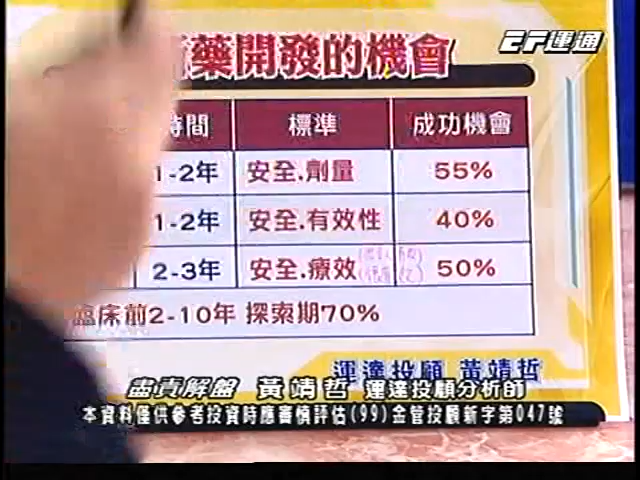 運通
藥開發的機會
時間 標準 成功機會
1-2年 安全.劑量 55%
1-2年 安全.有效性 40%
2-3年 安全.療效 50%
臨床前2-10年 探索期70%
運達投顧 黃靖哲
盡責解盤 黃靖哲 運達投顧分析師
本資料僅供參考投資時應審慎評估(99)金管投顧新字第047號